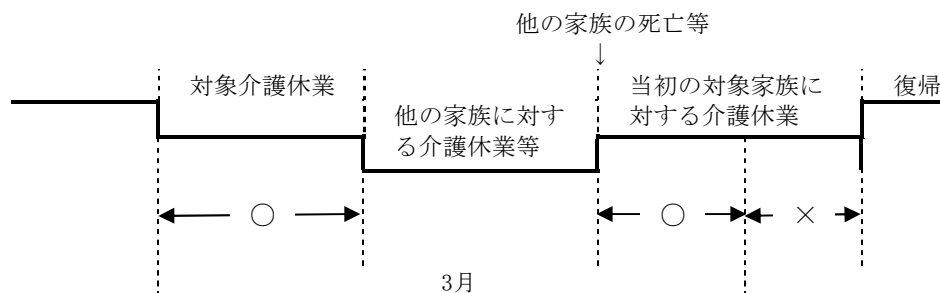 他の家族の死亡等
↓
対象介護休業
他の家族に対す
る介護休業等
当初の対象家族に
対する介護休業
復帰
○
○
×
3月